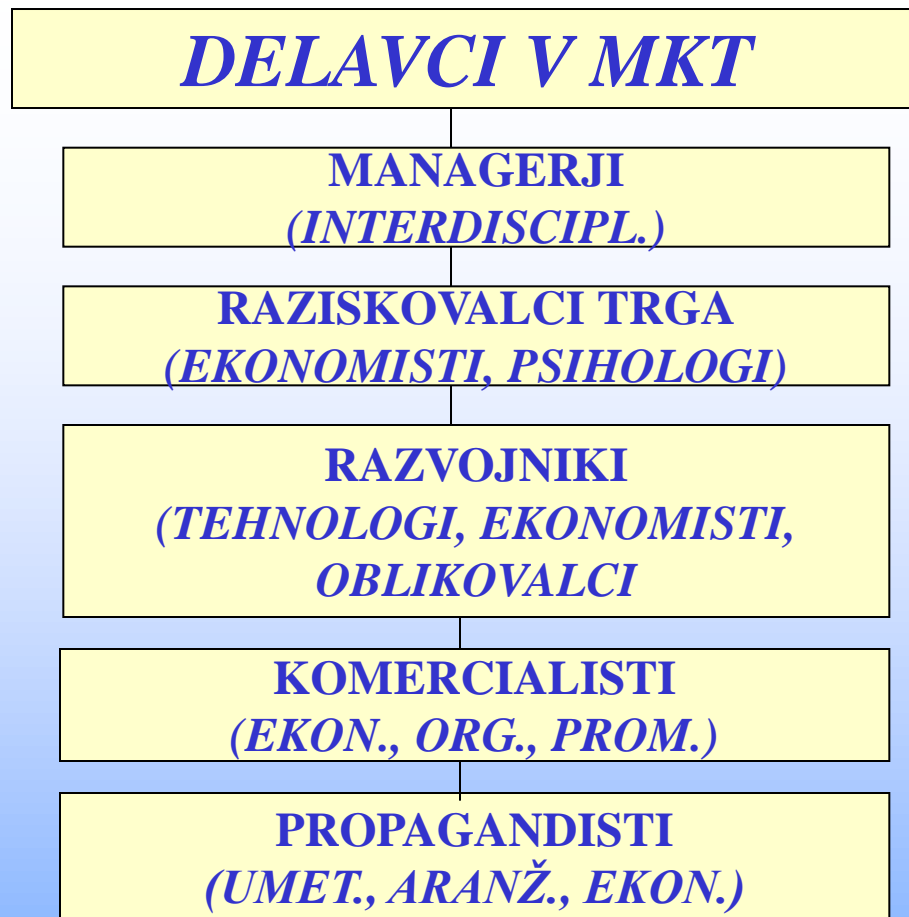 DELAVCI V MKT
MANAGERJI
(INTERDISCIPL.)
RAZISKOVALCI TRGA
(EKONOMISTI, PSIHOLOGI)
RAZVOJNIKI
(TEHNOLOGI, EKONOMISTI,
OBLIKOVALCI
KOMERCIALISTI
(EKON., ORG., PROM.)
PROPAGANDISTI
(UMET., ARANŽ., EKON.)